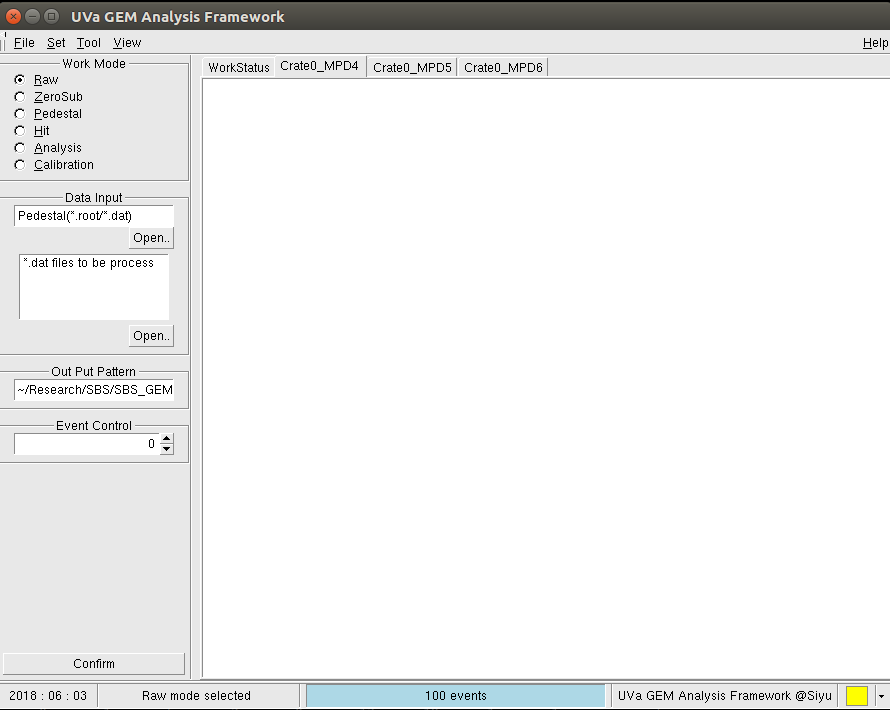 UVa GEM Analysis Framework
File Set Tool View Help
Work Mode
Raw
ZeroSub
Pedestal
Hit
Analysis
Calibration
Data Input
Pedestal(*.root/*.dat)
Open..
*.dat files to be process
Open..
Out Put Pattern
~/Research/SBS/SBS_GEM
Event Control
0
Confirm
WorkStatus Crate0_MPD4 Crate0_MPD5 Crate0_MPD6
2018 : 06 : 03 Raw mode selected 100 events UVa GEM Analysis Framework @Siyu